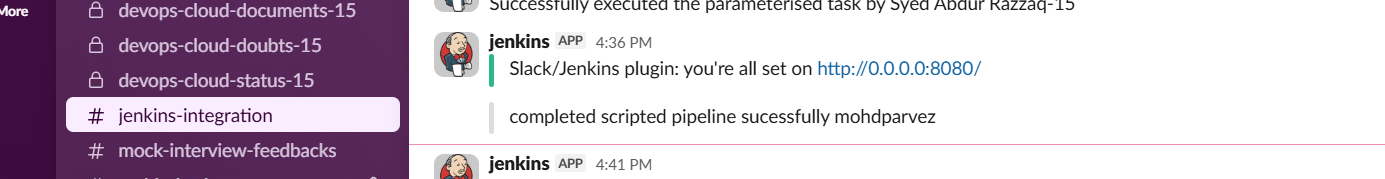 More
devops-cloud-documents-15
devops-cloud-doubts-15
devops-cloud-status-15
# jenkins-integration
# mock-interview-feedbacks
Successfully executed the parameterised task by Syed Abdur Razzaq-15
jenkins APP 4:36 PM
Slack/Jenkins plugin: you're all set on http://0.0.0.0:8080/
completed scripted pipeline sucessfully mohdparvez
jenkins APP 4:41 PM